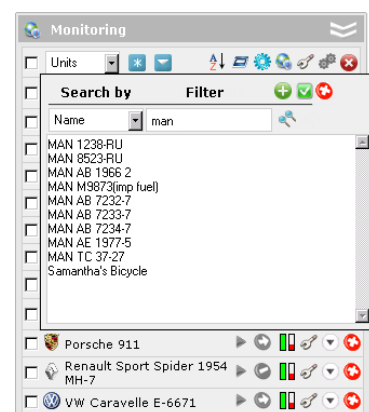 Monitoring
Units
Search by Filter
Name man
MAN 1238-RU
MAN 8523-RU
MAN AB 1966 2
MAN M9873(imp fuel)
MAN AB 7232-7
MAN AB 7233-7
MAN AB 7234-7
MAN AE 1977-5
MAN TC 37-27
Samantha's Bicycle
Porsche 911
Renault Sport Spider 1954
MH-7
VW Caravelle E-6671